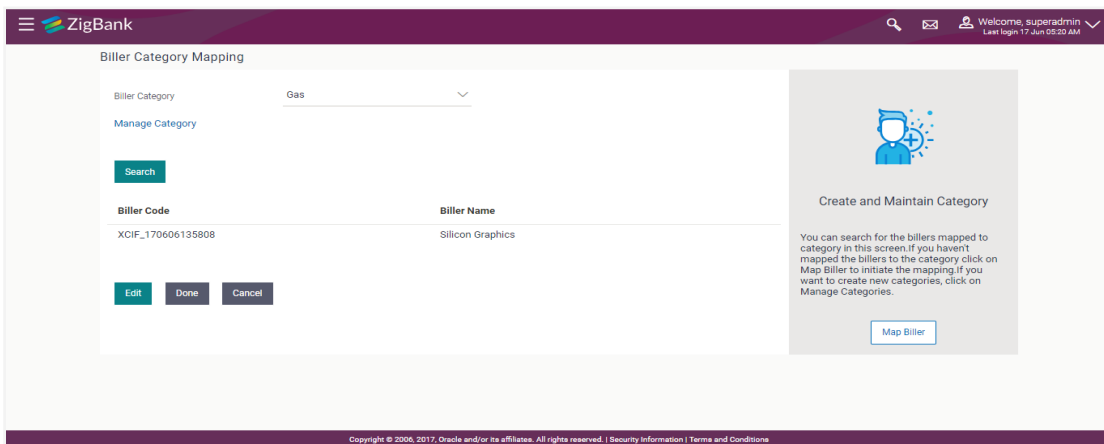 ZigBank
Welcome, superadmin
Last login 17 Jun 05:20 AM
Biller Category Mapping
Biller Category
Gas
Manage Category
Search
Biller Code
Biller Name
XCIF_170606135808
Silicon Graphics
Edit
Done
Cancel
Create and Maintain Category
You can search for the billers mapped to
category in this screen.If you haven't
mapped the billers to the category click on
Map Biller to initiate the mapping.If you
want to create new categories, click on
Manage Categories.
Map Biller
Copyright © 2006, 2017, Oracle and/or its affiliates. All rights reserved. | Security Information | Terms and Conditions